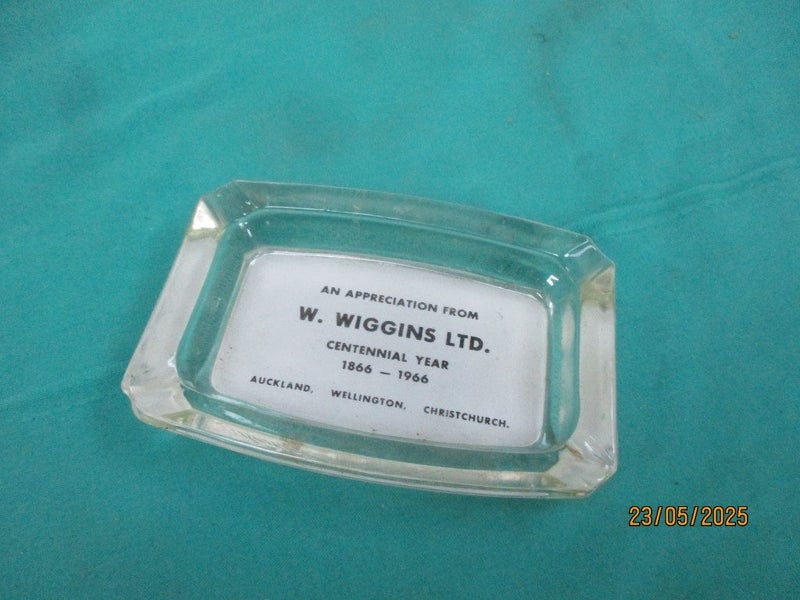 AN APPRECIATION FROM
W. WIGGINS LTD.
CENTENNIAL YEAR
1866 — 1966
AUCKLAND, WELLINGTON, CHRISTCHURCH.
23/05/2025